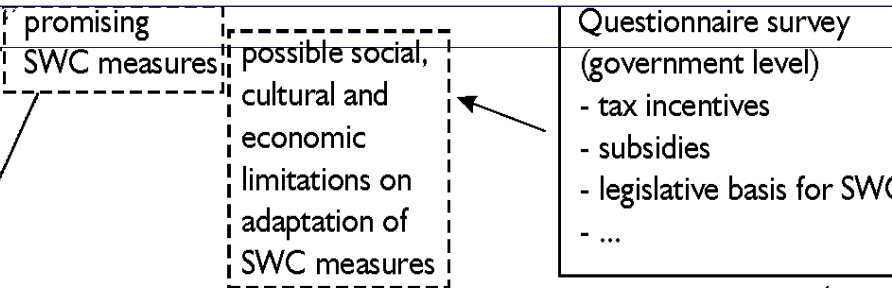 promising
SWC measures
possible social,
cultural and
economic
limitations on
adaptation of
SWC measures
Questionnaire survey
(government level)
- tax incentives
- subsidies
- legislative basis for SWC
- ...